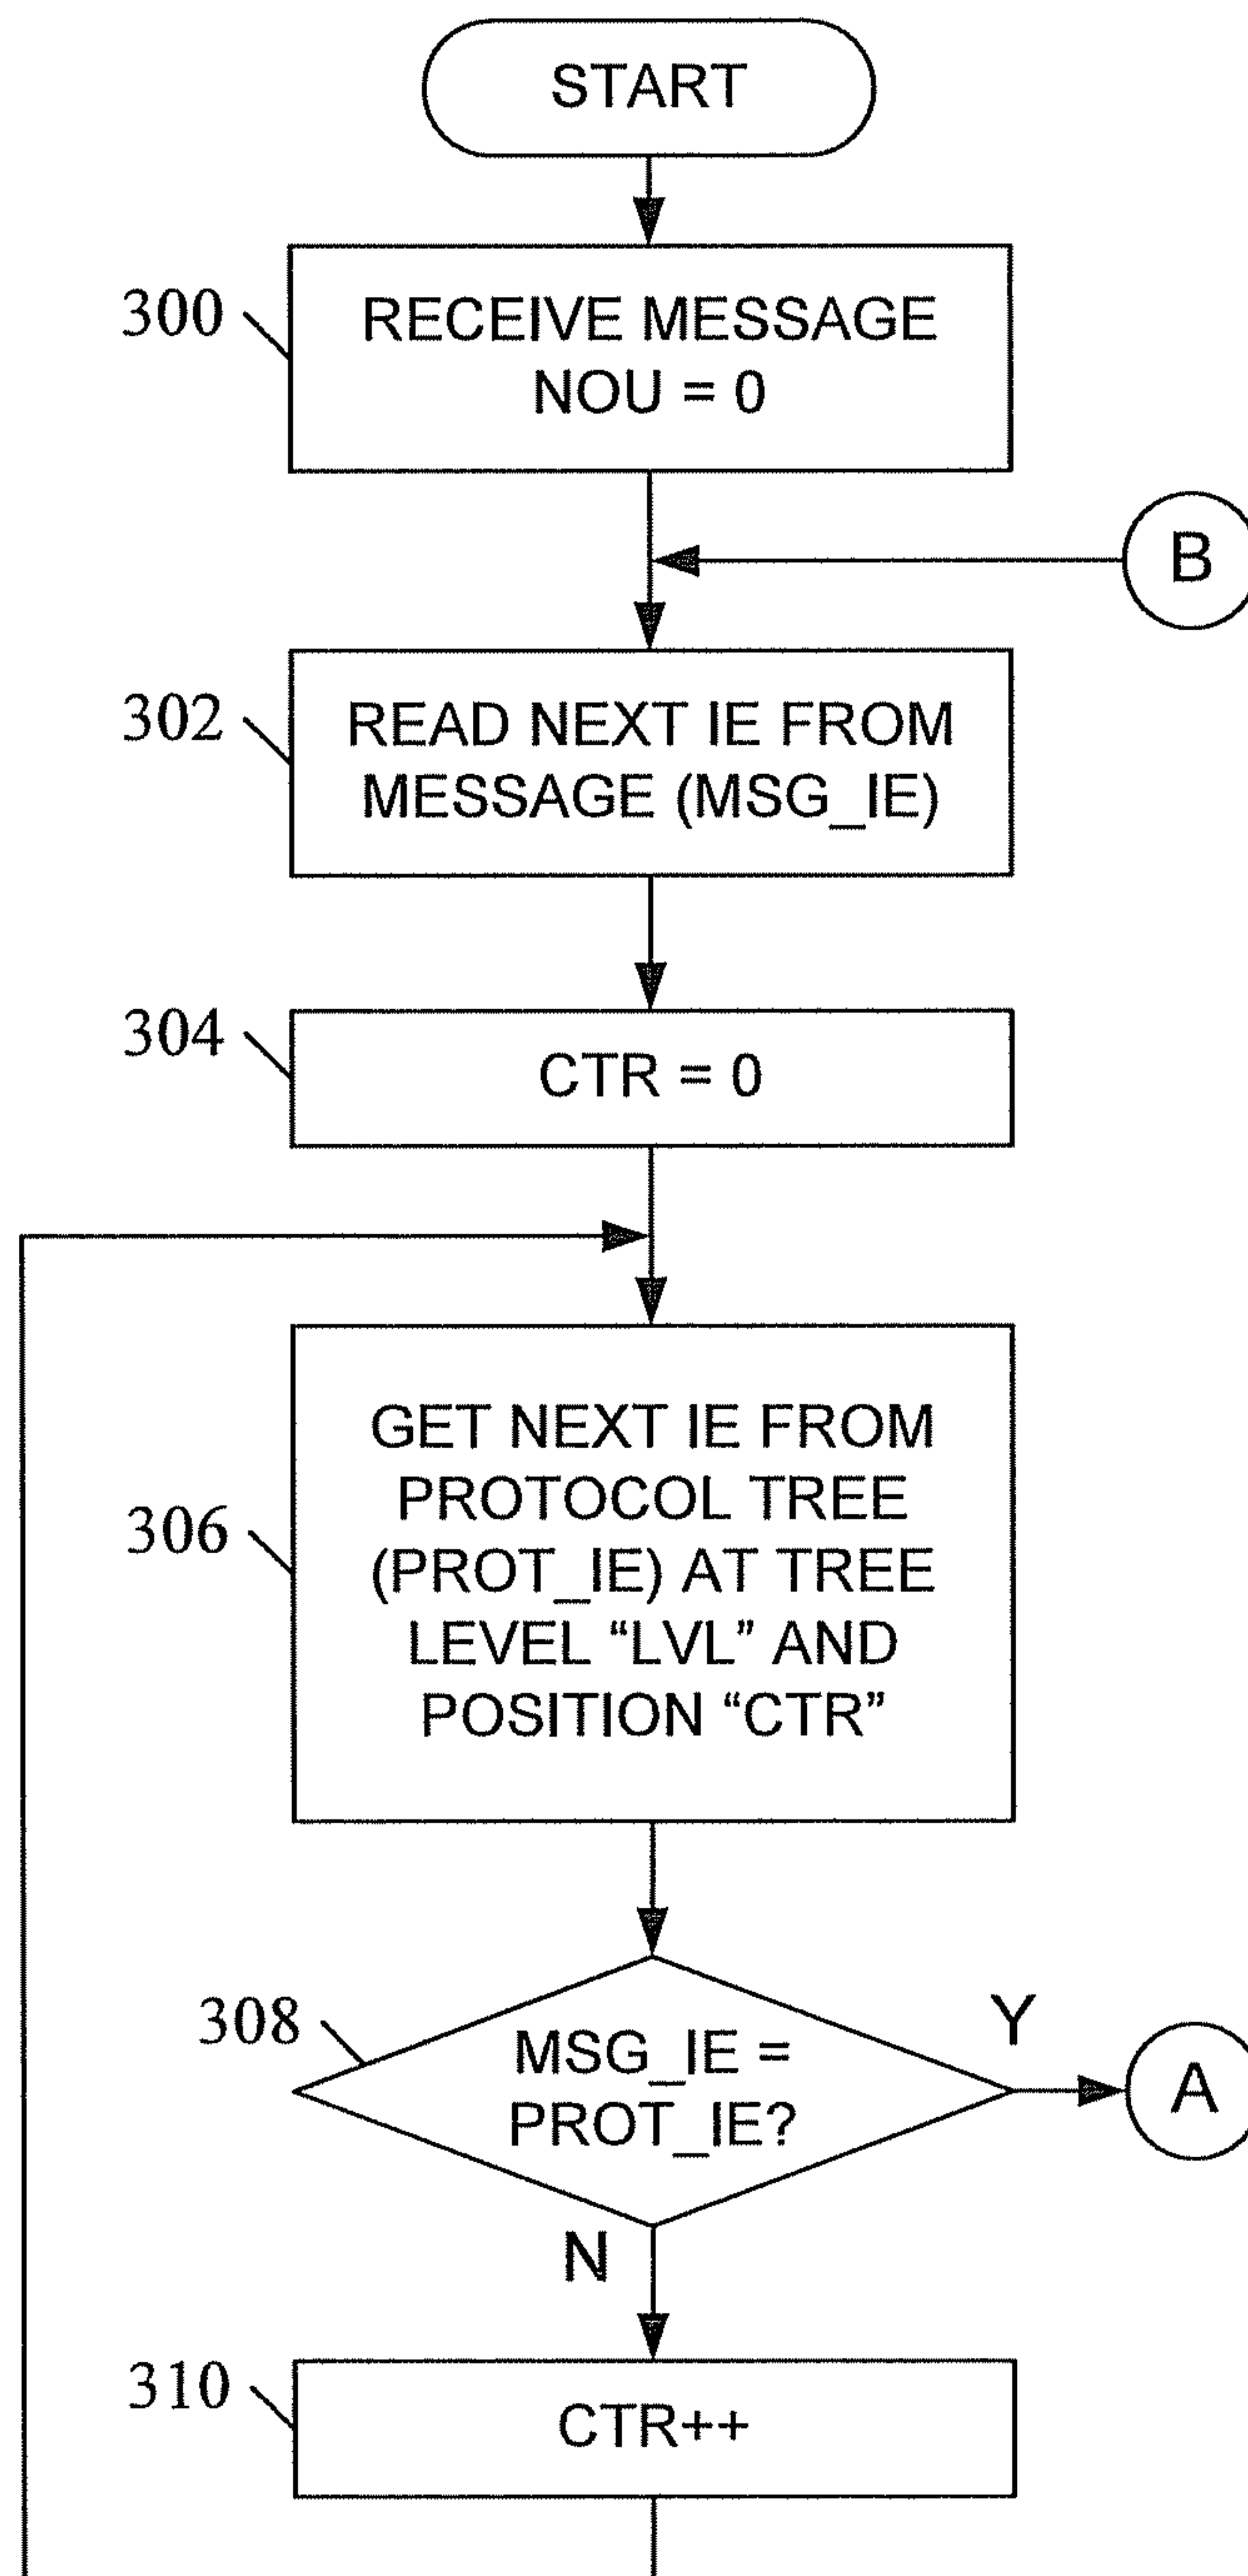 START
300
RECEIVE MESSAGE
NOU = 0
B
302
READ NEXT IE FROM
MESSAGE (MSG_IE)
304
CTR = 0
306
GET NEXT IE FROM
PROTOCOL TREE
(PROT_IE) AT TREE
LEVEL “LVL” AND
POSITION “CTR”
308
MSG_IE =
PROT_IE?
Y
A
N
310
CTR++